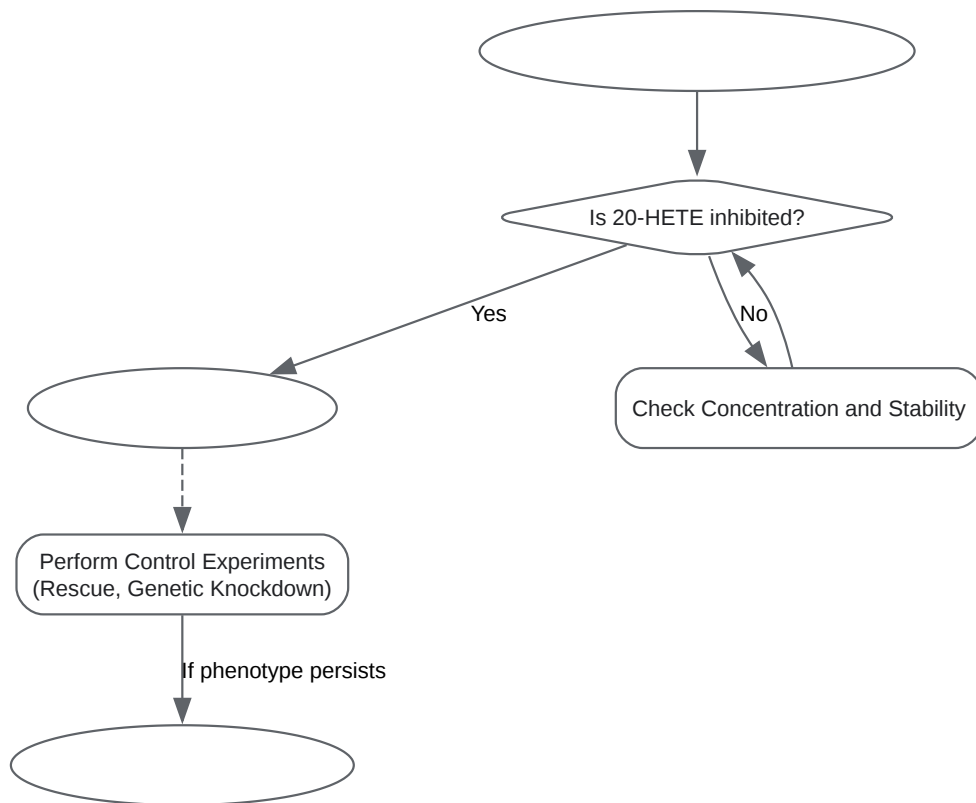 Is 20-HETE inhibited?
Yes
No
Check Concentration and Stability
Perform Control Experiments
(Rescue, Genetic Knockdown)
If phenotype persists